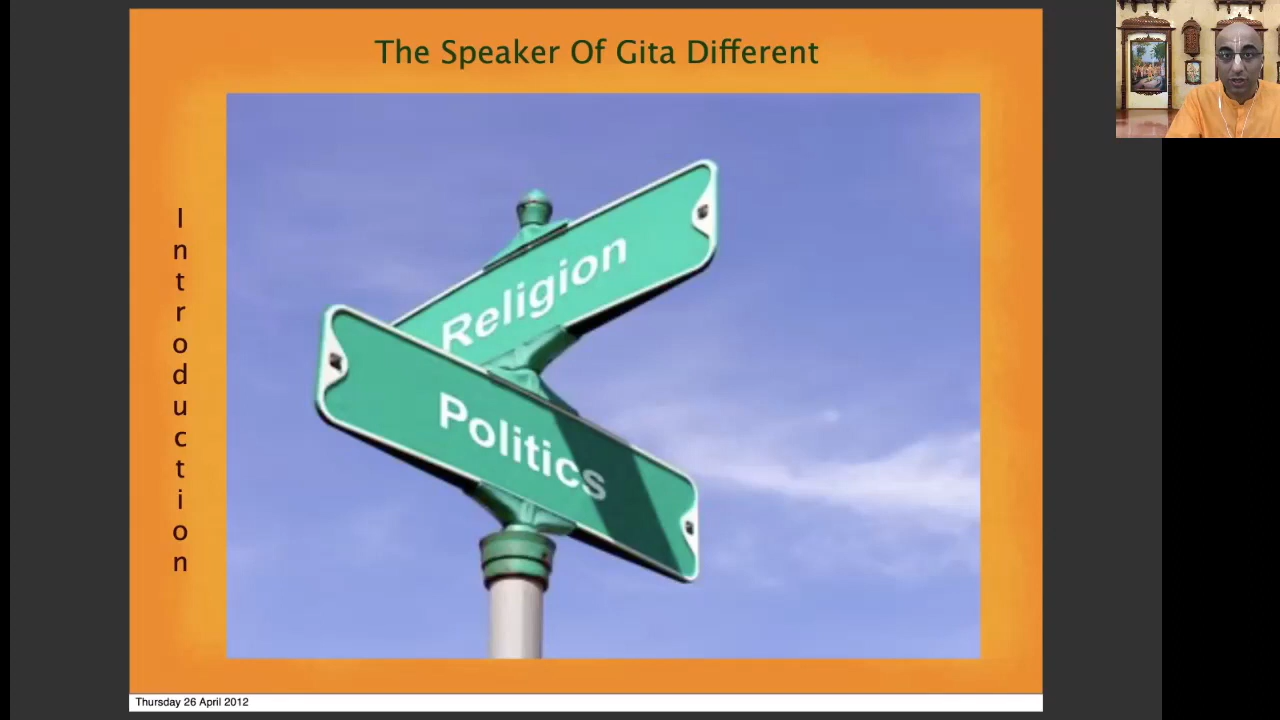 The Speaker Of Gita Different
Introduction
Religion
Politics
Thursday 26 April 2012